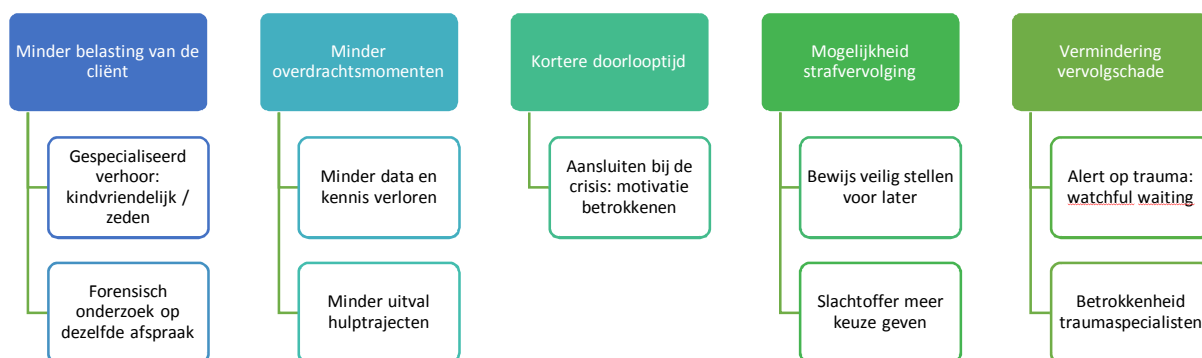 Minder belasting van de
cliënt
Gespecialiseerd
verhoor:
kindvriendelijk /
zeden
Forensisch
onderzoek op
dezelfde afspraak
Minder
overdrachtsmomenten
Minder data en
kennis verloren
Minder uitval
hulptrajecten
Kortere doorlooptijd
Aansluiten bij de
crisis: motivatie
betrokkenen
Mogelijkheid
strafvervolging
Bewijs veilig stellen
voor later
Slachtoffer meer
keuze geven
Vermindering
vervolgschade
Alert op trauma:
watchful waiting
Betrokkenheid
traumaspecialisten